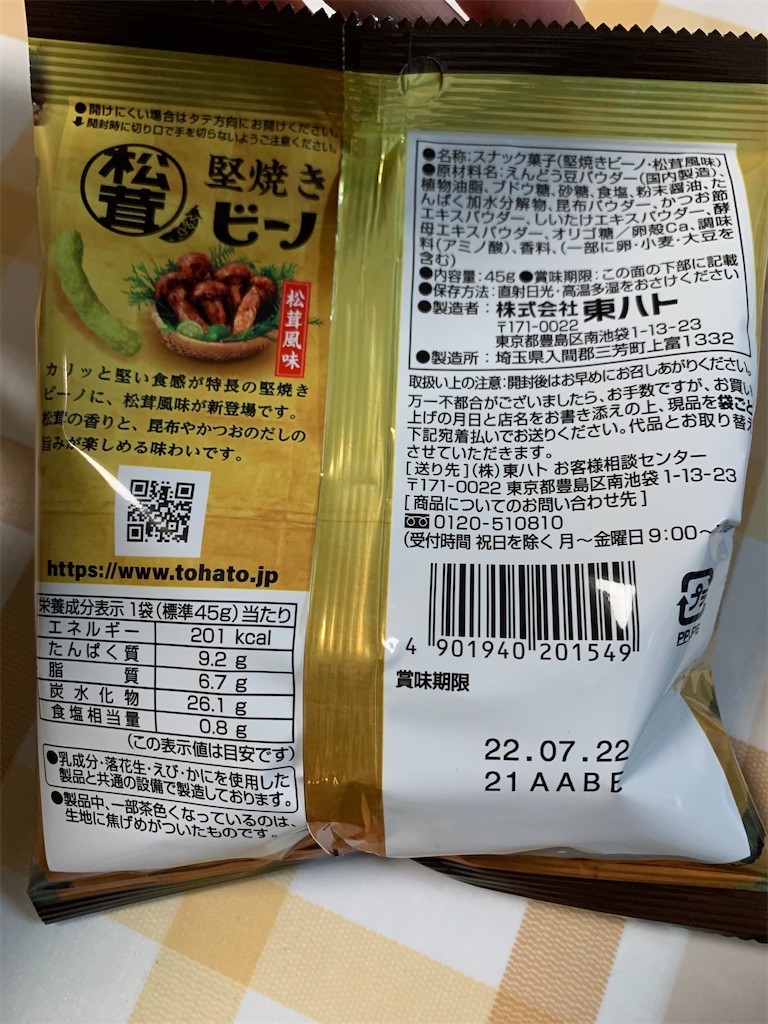 ●開けにくい場合はタテ方向にお開けください。
⬇開封時に切り口で手を切らないようご注意ください。
松茸
堅焼き
ビーノ
松茸風味
カリッと堅い食感が特長の堅焼き
ビーノに、松茸風味が新登場です。
松茸の香りと、昆布やかつおのだしの
旨みが楽しめる味わいです。
https://www.tohato.jp
栄養成分表示 1袋(標準45g)当たり
エネルギー 201 kcal
たんぱく質 9.2 g
脂質 6.7 g
炭水化物 26.1 g
食塩相当量 0.8 g
(この表示値は目安です)
●乳成分・落花生・えび・かにを使用した
製品と共通の設備で製造しております。
●製品中、一部茶色くなっているのは、
生地に焦げめがついたものです。
●名称:スナック菓子(堅焼きビーノ・松茸風味)
●原材料名:えんどう豆パウダー(国内製造)、
植物油脂、ブドウ糖、砂糖、食塩、粉末醤油、た
んぱく加水分解物、昆布パウダー、かつお節
エキスパウダー、しいたけエキスパウダー、酵
母エキスパウダー、オリゴ糖/卵殻Ca、調味
料(アミノ酸)、香料、(一部に卵・小麦・大豆を
含む)
●内容量:45g ●賞味期限:この面の下部に記載
●保存方法:直射日光・高温多湿をおさけください
●製造者:株式会社 東ハト
〒171-0022
東京都豊島区南池袋1-13-23
●製造所:埼玉県入間郡三芳町上富1332
取扱い上の注意:開封後はお早めにお召しあがりください。
万一不都合がございましたら、お手数ですが、お買い
上げの月日と店名をお書き添えの上、現品を袋ごと
下記宛着払いでお送りください。代品とお取り替え
させていただきます。
[送り先](株)東ハト お客様相談センター
〒171-0022 東京都豊島区南池袋1-13-23
[商品についてのお問い合わせ先]
0120-510810
(受付時間 祝日を除く 月～金曜日 9:00～
4 901940 201549
プラ
PP,PE
賞味期限
22.07.22
21AABE